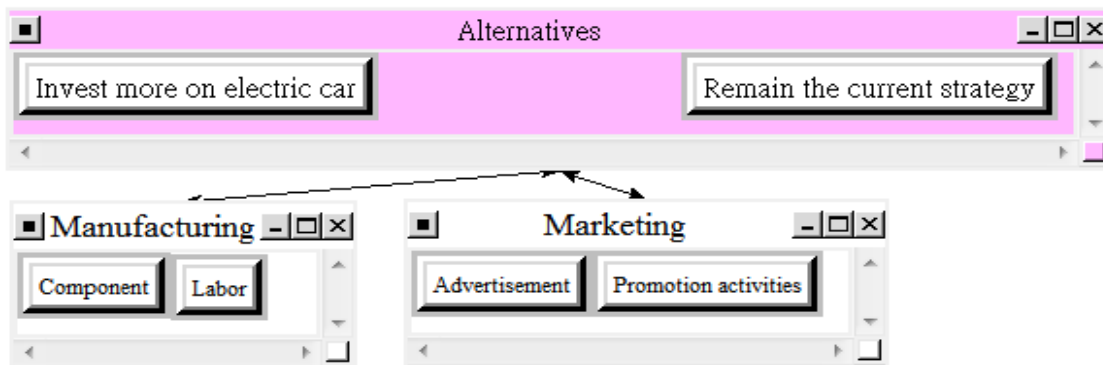 Alternatives
Invest more on electric car
Remain the current strategy
Manufacturing
Marketing
Component
Labor
Advertisement
Promotion activities